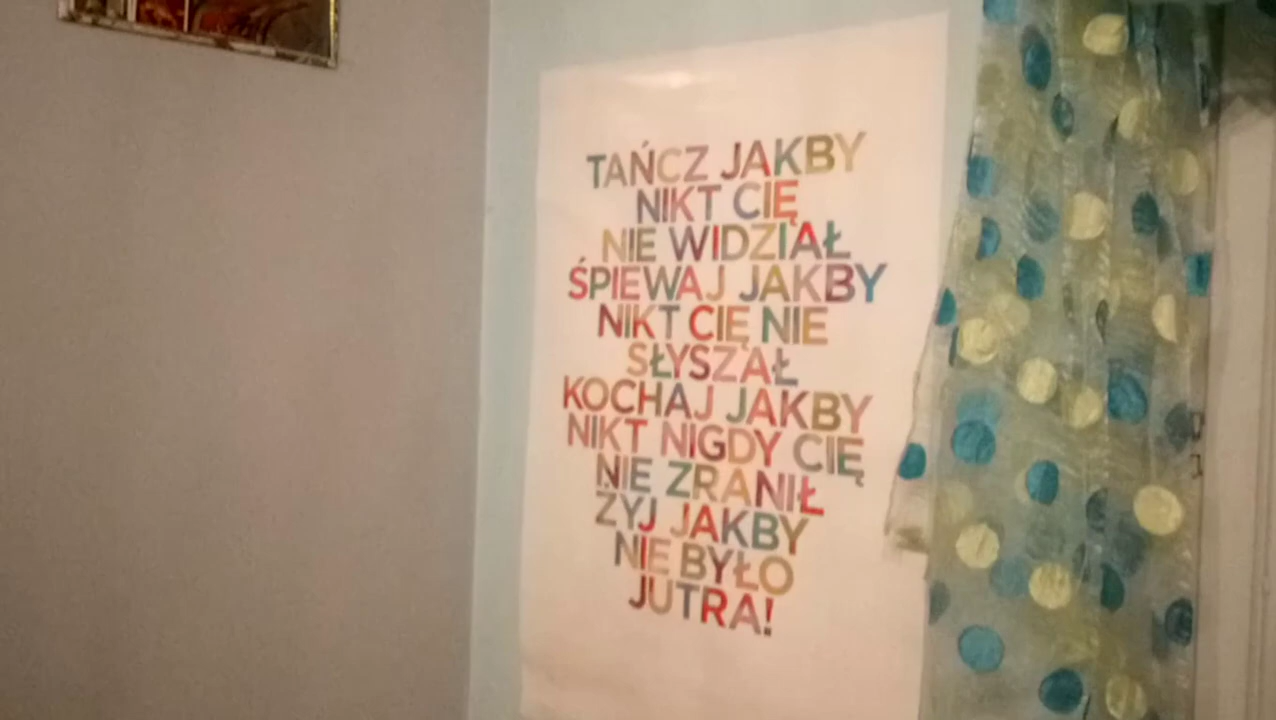 TAŃCZ JAKBY
NIKT CIĘ
NIE WIDZIAŁ
ŚPIEWAJ JAKBY
NIKT CIĘ NIE
SŁYSZAŁ
KOCHAJ JAKBY
NIKT NIGDY CIĘ
NIE ZRANIŁ
ŻYJ JAKBY
NIE BYŁO
JUTRA!